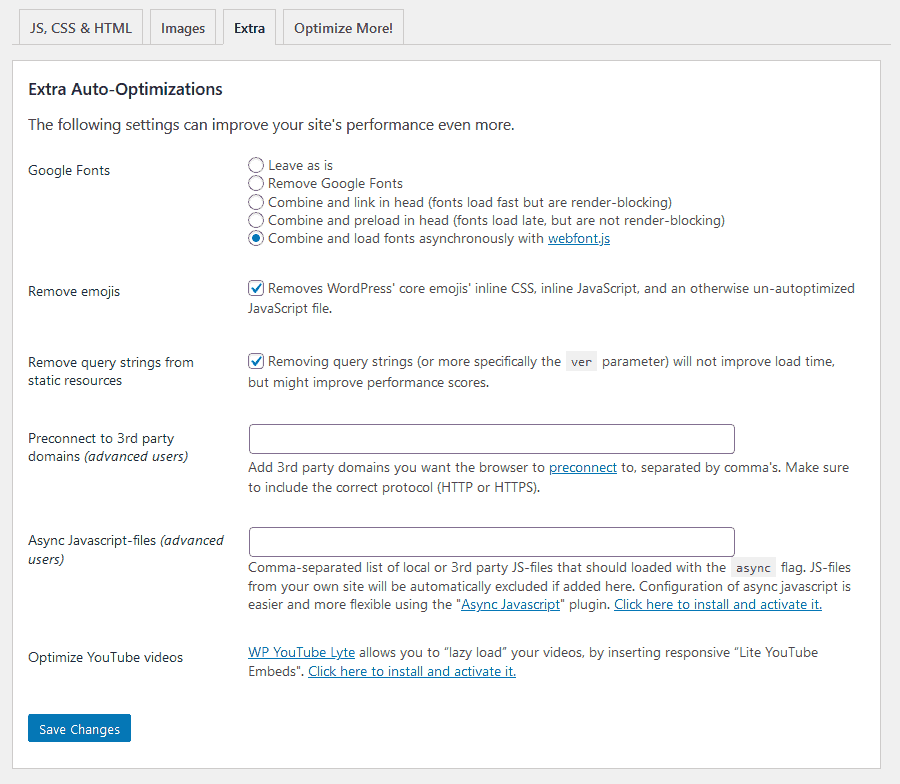 JS, CSS & HTML
Images
Extra
Optimize More!
Extra Auto-Optimizations
The following settings can improve your site's performance even more.
Google Fonts
Leave as is
Remove Google Fonts
Combine and link in head (fonts load fast but are render-blocking)
Combine and preload in head (fonts load late, but are not render-blocking)
Combine and load fonts asynchronously with webfont.js
Remove emojis
Removes WordPress' core emojis' inline CSS, inline JavaScript, and an otherwise un-autoptimized
JavaScript file.
Remove query strings from
static resources
Removing query strings (or more specifically the ver parameter) will not improve load time,
but might improve performance scores.
Preconnect to 3rd party
domains (advanced users)
Add 3rd party domains you want the browser to preconnect to, separated by comma's. Make sure
to include the correct protocol (HTTP or HTTPS).
Async Javascript-files (advanced
users)
Comma-separated list of local or 3rd party JS-files that should loaded with the async flag. JS-files
from your own site will be automatically excluded if added here. Configuration of async javascript is
easier and more flexible using the "Async Javascript" plugin. Click here to install and activate it.
Optimize YouTube videos
WP YouTube Lyte allows you to “lazy load” your videos, by inserting responsive “Lite YouTube
Embeds". Click here to install and activate it.
Save Changes